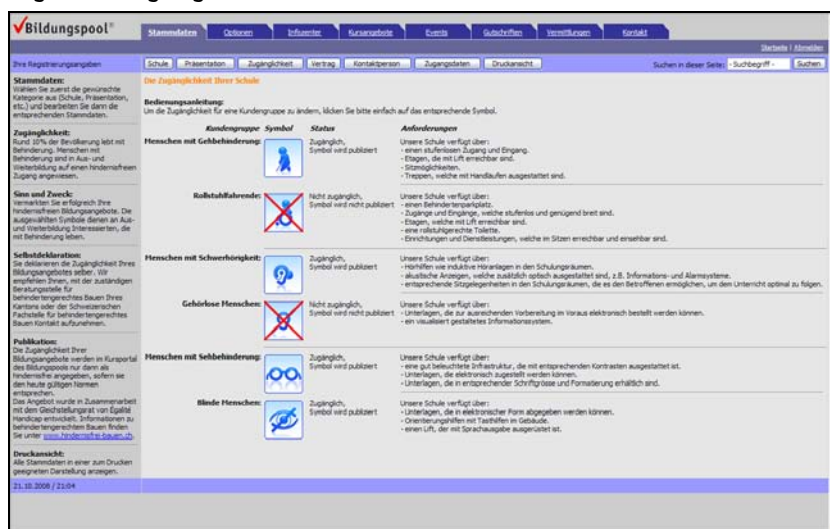 Bildungspool®
Stammdaten Optionen Infocenter Kursangebote Events Gutschriften Vermittlungen Kontakt
Startseite | Abmelden
Ihre Registrierungsangaben
Schule Präsentation Zugänglichkeit Vertrag Kontaktperson Zugangsdaten Druckansicht
Suchen in dieser Seite: - Suchbegriff - Suchen
Stammdaten:
Wählen Sie zuerst die gewünschte
Kategorie aus (Schule, Präsentation,
etc.) und bearbeiten Sie dann die
entsprechenden Stammdaten.
Zugänglichkeit:
Rund 10% der Bevölkerung lebt mit
Behinderung. Menschen mit
Behinderung sind in Aus- und
Weiterbildung auf einen hindernisfreien
Zugang angewiesen.
Sinn und Zweck:
Vermarkten Sie erfolgreich Ihre
hindernisfreien Bildungsangebote. Die
ausgewählten Symbole dienen an Aus-
und Weiterbildung Interessierten, die
mit Behinderung leben.
Selbstdeklaration:
Sie deklarieren die Zugänglichkeit Ihres
Bildungsangebotes selber. Wir
empfehlen Ihnen, mit der zuständigen
Beratungsstelle für
behindertengerechtes Bauen Ihres
Kantons oder der Schweizerischen
Fachstelle für behindertengerechtes
Bauen Kontakt aufzunehmen.
Publikation:
Die Zugänglichkeit Ihrer
Bildungsangebote werden im Kursportal
des Bildungspools nur dann als
hindernisfrei angegeben, sofern sie
den heute gültigen Normen
entsprechen.
Das Angebot wurde in Zusammenarbeit
mit dem Gleichstellungsrat von Egalité
Handicap entwickelt. Informationen zu
behindertengerechtem Bauen finden
Sie unter www.hindernisfrei-bauen.ch.
Druckansicht:
Alle Stammdaten in einer zum Drucken
geeigneten Darstellung anzeigen.
21.10.2008 / 21:04
Die Zugänglichkeit Ihrer Schule
Bedienungsanleitung:
Um die Zugänglichkeit für eine Kundengruppe zu ändern, klicken Sie bitte einfach auf das entsprechende Symbol.
Kundengruppe Symbol Status Anforderungen
Menschen mit Gehbehinderung: Zugänglich, Unsere Schule verfügt über:
Symbol wird publiziert - einen stufenlosen Zugang und Eingang.
- Etagen, die mit Lift erreichbar sind.
- Sitzmöglichkeiten.
- Treppen, welche mit Handläufen ausgestattet sind.
Rollstuhlfahrende: Nicht zugänglich, Unsere Schule verfügt über:
Symbol wird nicht publiziert - einen Behindertenparkplatz.
- Zugänge und Eingänge, welche stufenlos und genügend breit sind.
- Etagen, welche mit Lift erreichbar sind.
- eine rollstuhlgerechte Toilette.
- Einrichtungen und Dienstleistungen, welche im Sitzen erreichbar und einsehbar sind.
Menschen mit Schwerhörigkeit: Zugänglich, Unsere Schule verfügt über:
Symbol wird publiziert - Hörhilfen wie induktive Höranlagen in den Schulungsräumen.
- akustische Anzeigen, welche zusätzlich optisch ausgestattet sind, z.B. Informations- und Alarmsysteme.
- entsprechende Sitzgelegenheiten in den Schulungsräumen, die es den Betroffenen ermöglichen, um dem Unterricht optimal zu folgen.
Gehörlose Menschen: Nicht zugänglich, Unsere Schule verfügt über:
Symbol wird nicht publiziert - Unterlagen, die zur ausreichenden Vorbereitung im Voraus elektronisch bestellt werden können.
- ein visualisiert gestaltetes Informationssystem.
Menschen mit Sehbehinderung: Zugänglich, Unsere Schule verfügt über:
Symbol wird publiziert - eine gut beleuchtete Infrastruktur, die mit entsprechenden Kontrasten ausgestattet ist.
- Unterlagen, die elektronisch zugestellt werden können.
- Unterlagen, die in entsprechender Schriftgrösse und Formatierung erhältlich sind.
Blinde Menschen: Zugänglich, Unsere Schule verfügt über:
Symbol wird publiziert - Unterlagen, die in elektronischer Form abgegeben werden können.
- Orientierungshilfen mit Tasthilfen im Gebäude.
- einen Lift, der mit Sprachausgabe ausgerüstet ist.